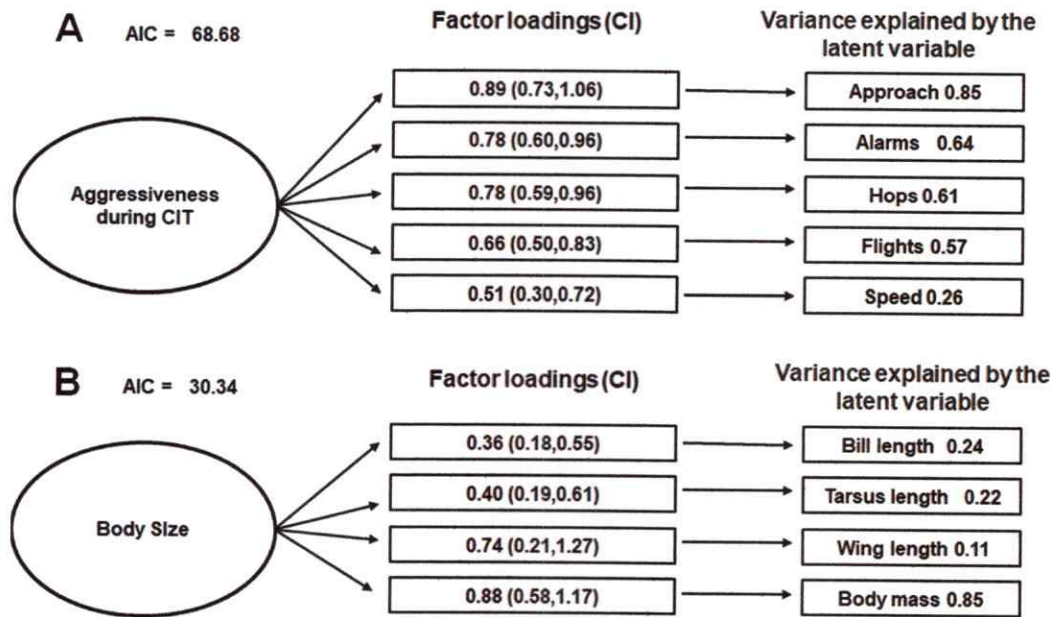 A AIC = 68.68
Factor loadings (CI)
Variance explained by the
latent variable
Aggressiveness
during CIT
0.89 (0.73,1.06)
Approach 0.85
0.78 (0.60,0.96)
Alarms 0.64
0.78 (0.59,0.96)
Hops 0.61
0.66 (0.50,0.83)
Flights 0.57
0.51 (0.30,0.72)
Speed 0.26
B AIC = 30.34
Factor loadings (CI)
Variance explained by the
latent variable
Body SIze
0.36 (0.18,0.55)
Bill length 0.24
0.40 (0.19,0.61)
Tarsus length 0.22
0.74 (0.21,1.27)
Wing length 0.11
0.88 (0.58,1.17)
Body mass 0.85